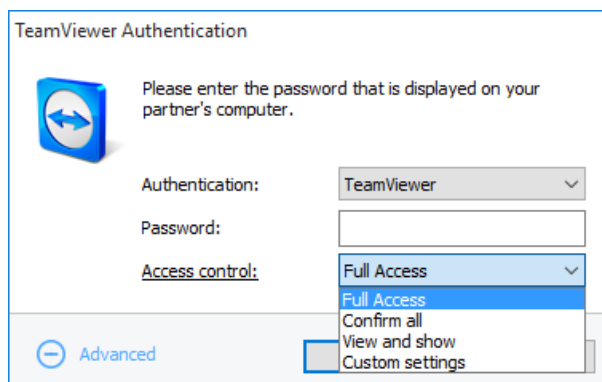 TeamViewer Authentication
Please enter the password that is displayed on your
partner's computer.
Authentication: TeamViewer
Password:
Access control: Full Access
Full Access
Confirm all
View and show
Custom settings
Advanced